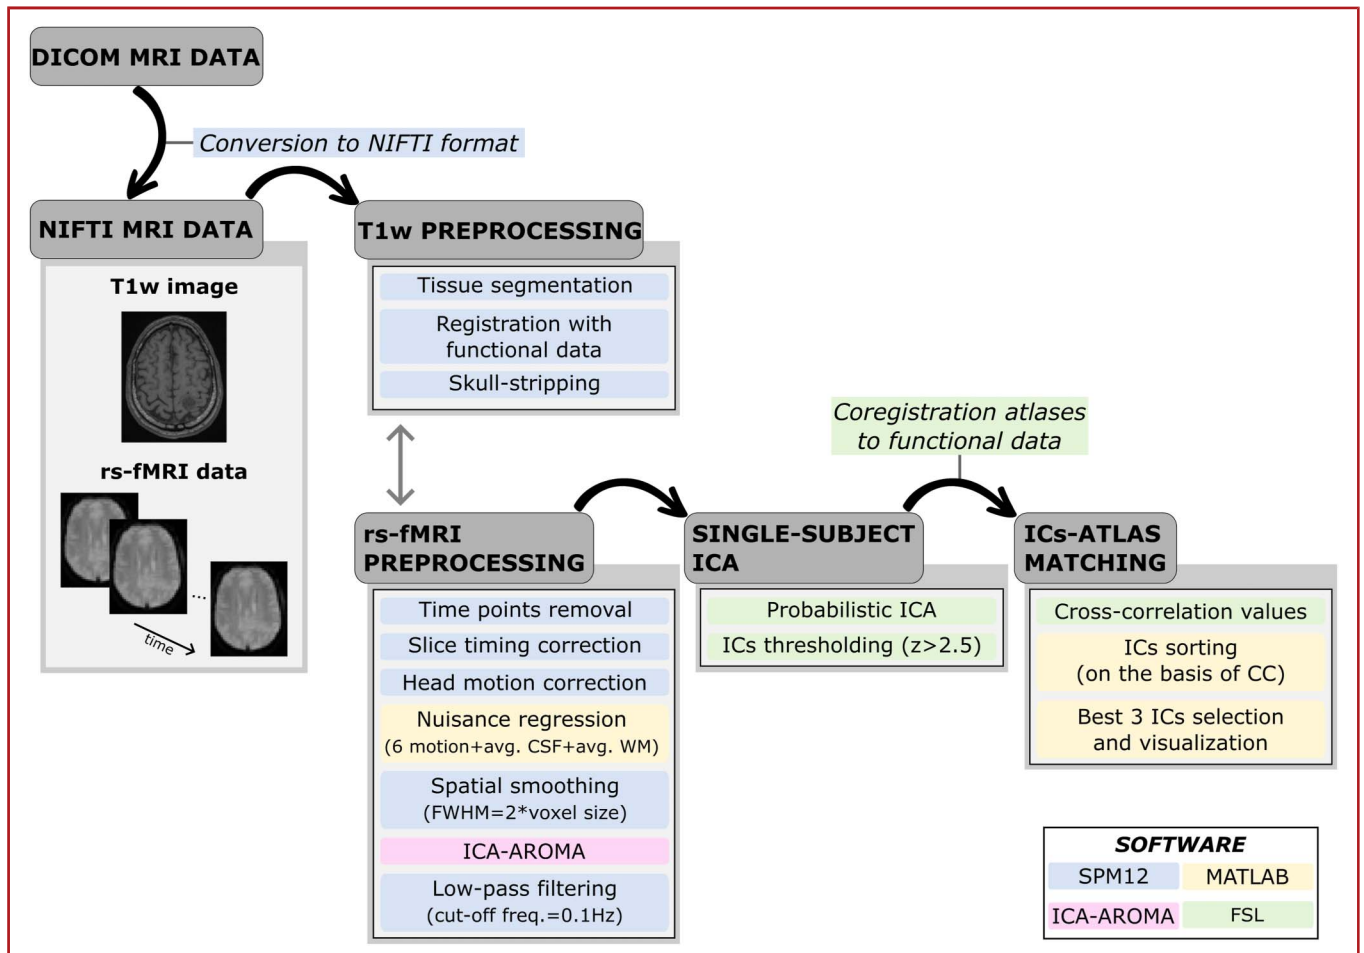 DICOM MRI DATA
Conversion to NIFTI format
NIFTI MRI DATA
T1w image
rs-fMRI data
...
time
T1w PREPROCESSING
Tissue segmentation
Registration with
functional data
Skull-stripping
rs-fMRI
PREPROCESSING
Time points removal
Slice timing correction
Head motion correction
Nuisance regression
(6 motion+avg. CSF+avg. WM)
Spatial smoothing
(FWHM=2*voxel size)
ICA-AROMA
Low-pass filtering
(cut-off freq.=0.1Hz)
SINGLE-SUBJECT
ICA
Probabilistic ICA
ICs thresholding (z>2.5)
Coregistration atlases
to functional data
ICs-ATLAS
MATCHING
Cross-correlation values
ICs sorting
(on the basis of CC)
Best 3 ICs selection
and visualization
SOFTWARE
SPM12 MATLAB
ICA-AROMA FSL